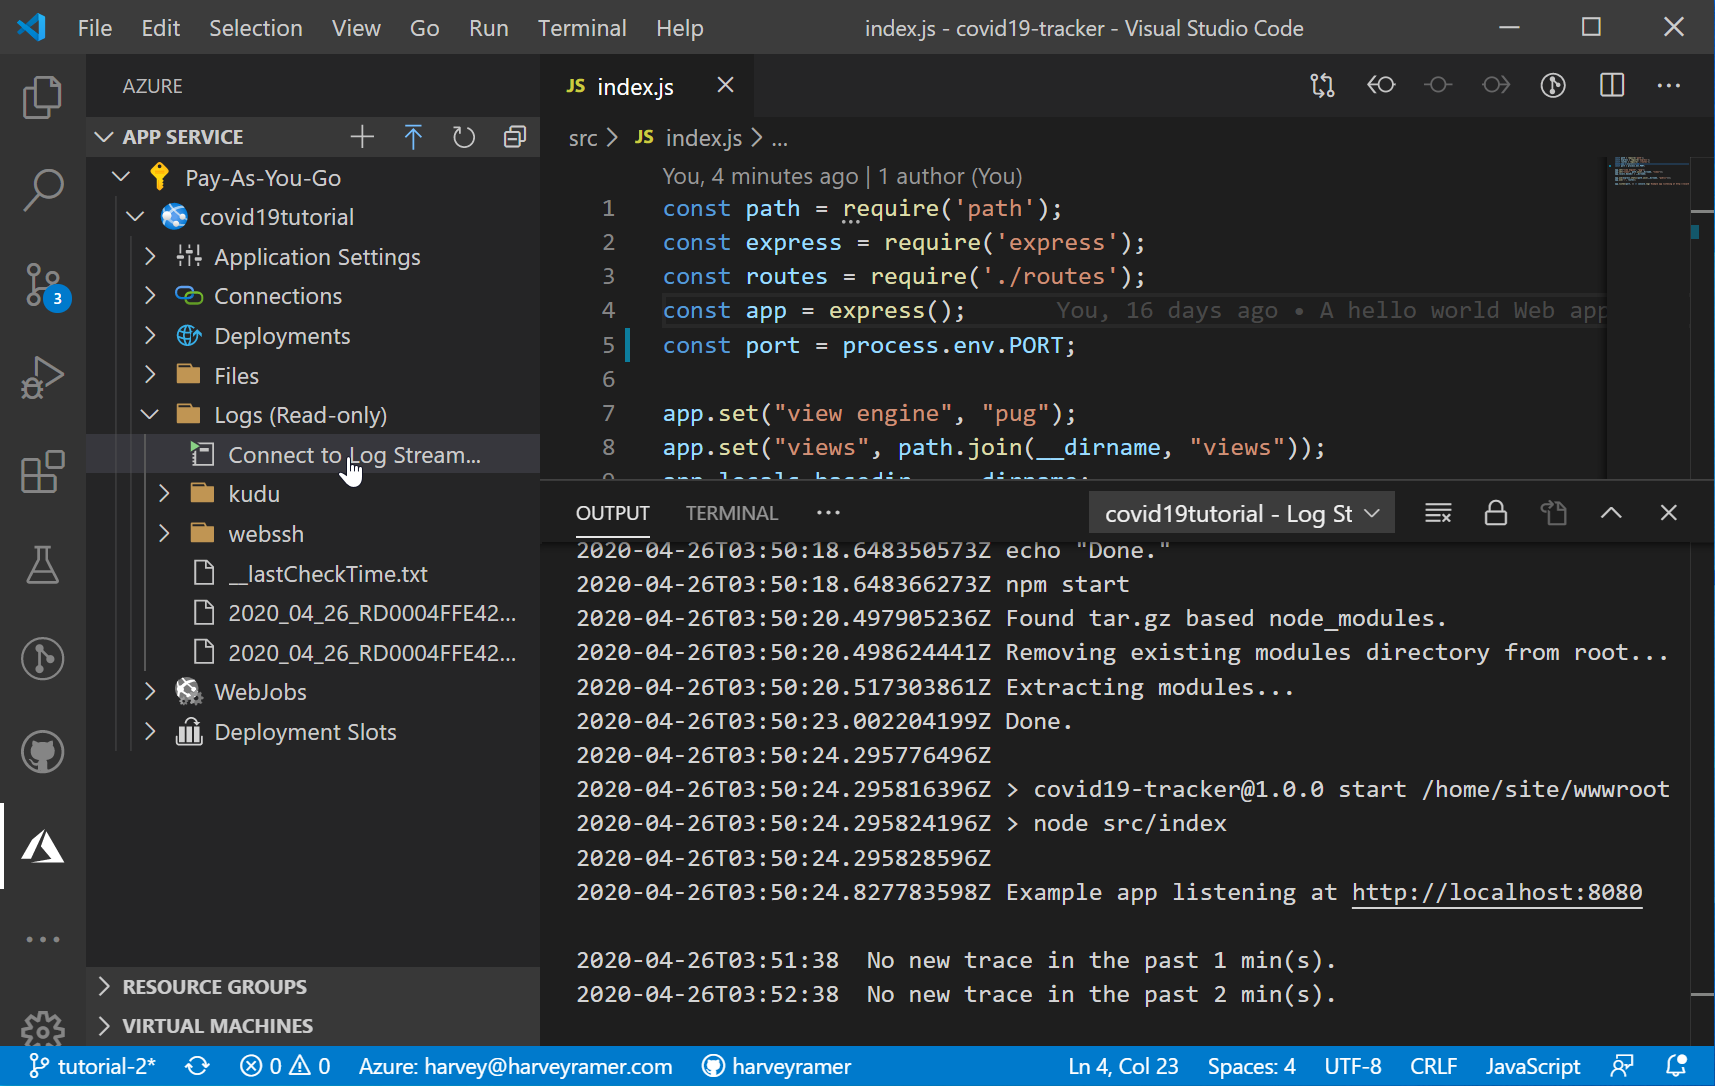 File Edit Selection View Go Run Terminal Help
index.js - covid19-tracker - Visual Studio Code
AZURE
APP SERVICE
Pay-As-You-Go
covid19tutorial
Application Settings
Connections
Deployments
Files
Logs (Read-only)
Connect to Log Stream...
kudu
webssh
__lastCheckTime.txt
2020_04_26_RD0004FFE42...
2020_04_26_RD0004FFE42...
WebJobs
Deployment Slots
RESOURCE GROUPS
VIRTUAL MACHINES
3
JS index.js
src > JS index.js > ...
You, 4 minutes ago | 1 author (You)
1 const path = require('path');
2 const express = require('express');
3 const routes = require('./routes');
4 const app = express(); You, 16 days ago • A hello world Web app
5 const port = process.env.PORT;
6
7 app.set("view engine", "pug");
8 app.set("views", path.join(__dirname, "views"));
OUTPUT TERMINAL ... covid19tutorial - Log St
2020-04-26T03:50:18.648350573Z echo "Done."
2020-04-26T03:50:18.648366273Z npm start
2020-04-26T03:50:20.497905236Z Found tar.gz based node_modules.
2020-04-26T03:50:20.498624441Z Removing existing modules directory from root...
2020-04-26T03:50:20.517303861Z Extracting modules...
2020-04-26T03:50:23.002204199Z Done.
2020-04-26T03:50:24.295776496Z
2020-04-26T03:50:24.295816396Z > covid19-tracker@1.0.0 start /home/site/wwwroot
2020-04-26T03:50:24.295824196Z > node src/index
2020-04-26T03:50:24.295828596Z
2020-04-26T03:50:24.827783598Z Example app listening at http://localhost:8080
2020-04-26T03:51:38 No new trace in the past 1 min(s).
2020-04-26T03:52:38 No new trace in the past 2 min(s).
tutorial-2* 0 0 Azure: harvey@harveyramer.com harveyramer Ln 4, Col 23 Spaces: 4 UTF-8 CRLF JavaScript